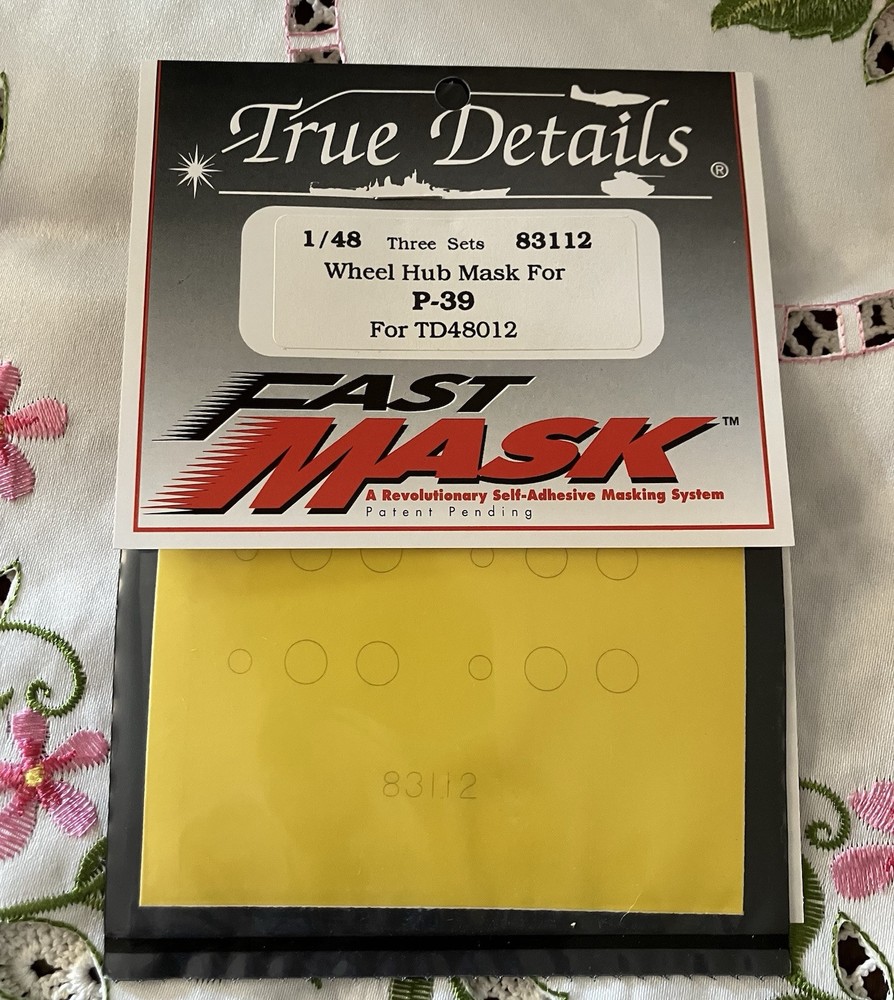 True Details ®
1/48 Three Sets 83112
Wheel Hub Mask For
P-39
For TD48012
FAST
MASK ™
A Revolutionary Self-Adhesive Masking System
Patent Pending
83112